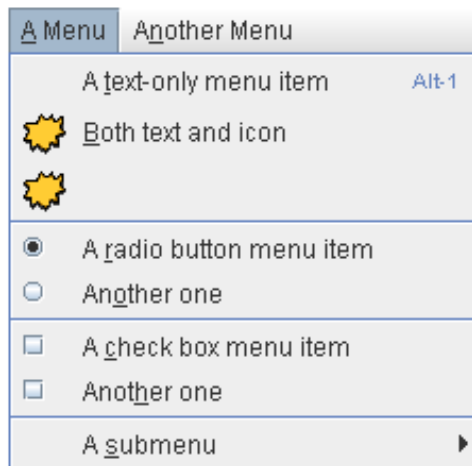 A Menu Another Menu
A text-only menu item Alt-1
Both text and icon
A radio button menu item
Another one
A check box menu item
Another one
A submenu